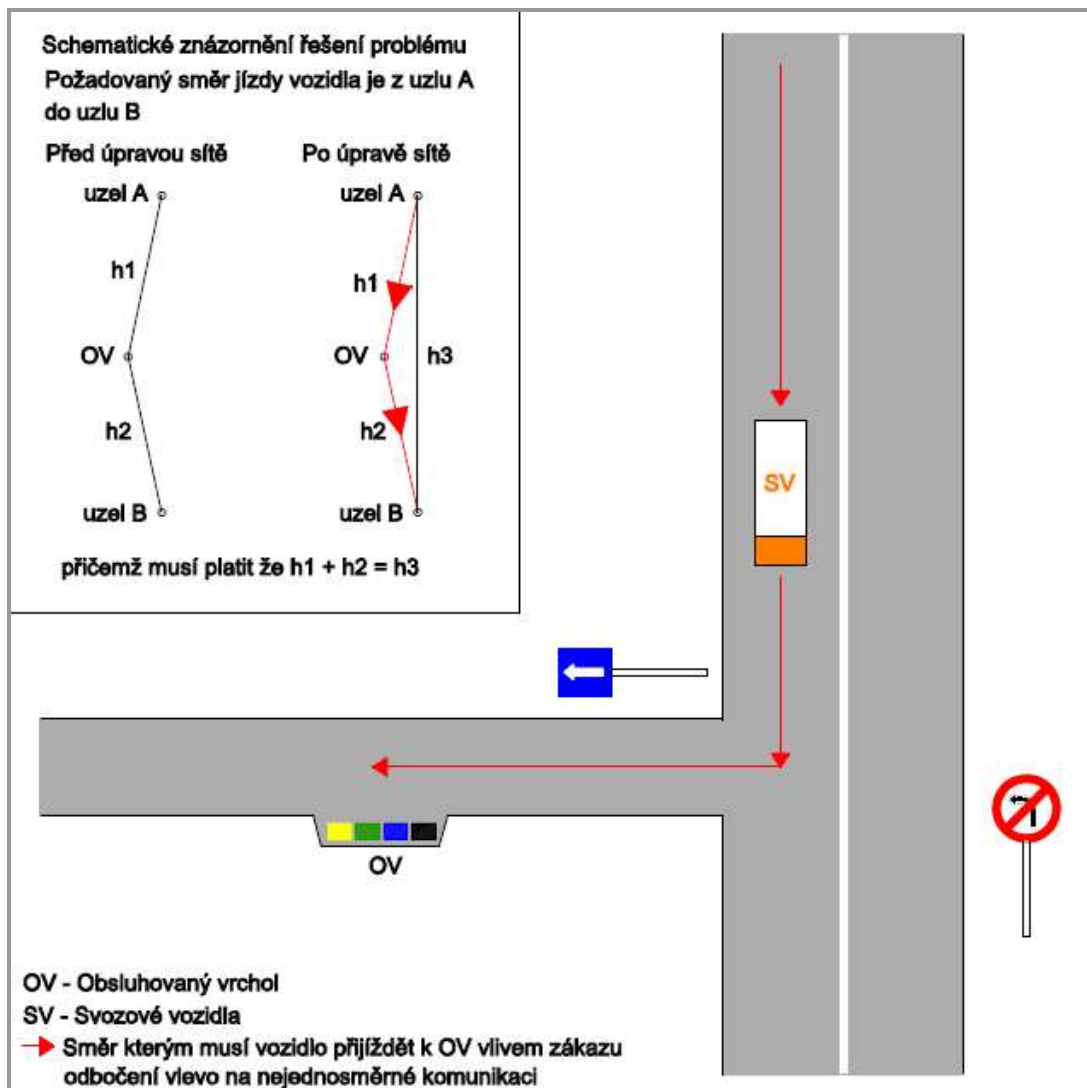 Schematické znázornění řešení problému
Požadovaný směr jízdy vozidla je z uzlu A
do uzlu B
Před úpravou sítě
Po úpravě sítě
uzel A
uzel A
h1
h1
OV
OV
h3
h2
h2
uzel B
uzel B
přičemž musí platit že h1 + h2 = h3
SV
OV
OV - Obsluhovaný vrchol
SV - Svozové vozidla
Směr kterým musí vozidlo přijíždět k OV vlivem zákazu
odbočení vlevo na nejednosměrné komunikaci